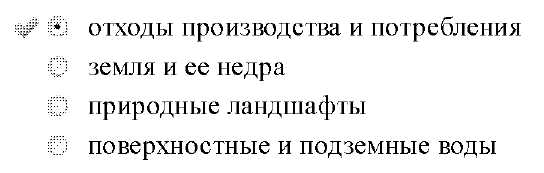 отходы производства и потребления
земля и ее недра
природные ландшафты
поверхностные и подземные воды